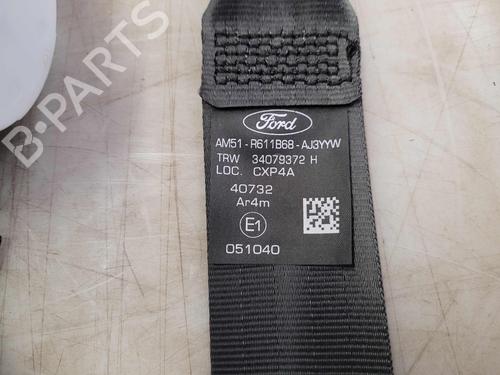 B-PARTS
Ford
AM51-R611B68-AJ3YYW
TRW 34079372 H
LOC. CXP4A
40732
Ar4m
E1
051040